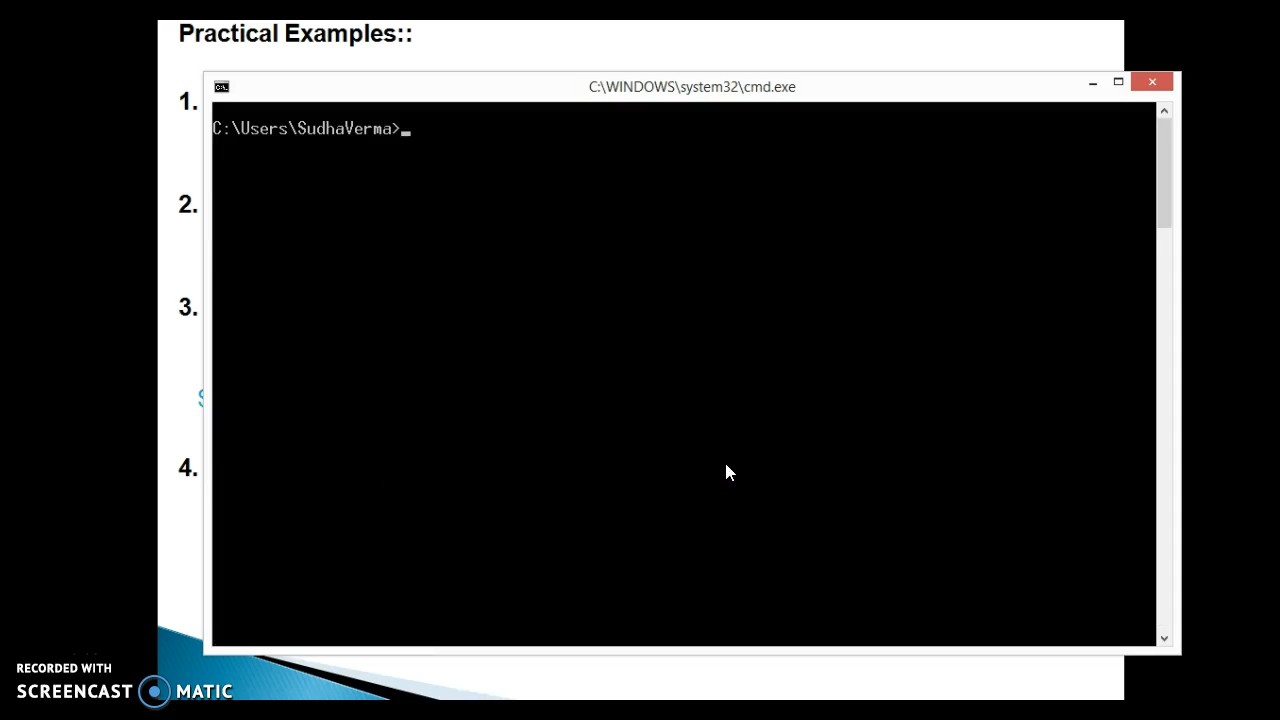 Practical Examples::
C:\WINDOWS\system32\cmd.exe
1.
C:\Users\SudhaVerma>_
2.
3.
4.
RECORDED WITH
SCREENCAST MATIC